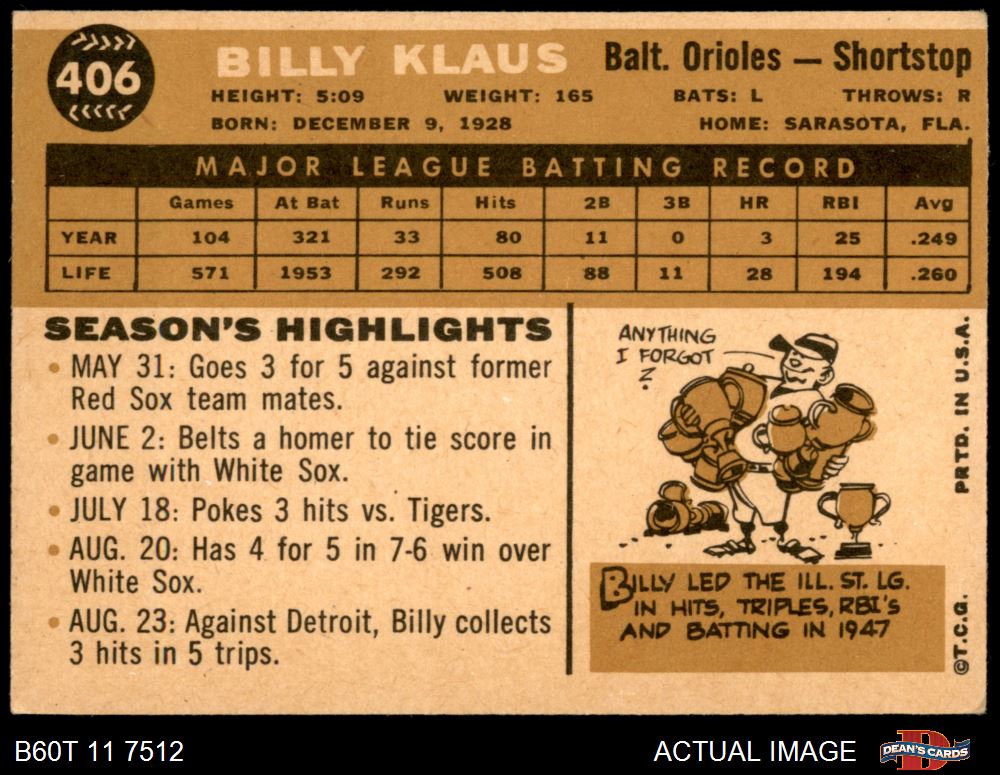 406
BILLY KLAUS
Balt. Orioles — Shortstop
HEIGHT: 5:09 WEIGHT: 165 BATS: L THROWS: R
BORN: DECEMBER 9, 1928 HOME: SARASOTA, FLA.
MAJOR LEAGUE BATTING RECORD
Games At Bat Runs Hits 2B 3B HR RBI Avg
YEAR 104 321 33 80 11 0 3 25 .249
LIFE 571 1953 292 508 88 11 28 194 .260
SEASON'S HIGHLIGHTS
• MAY 31: Goes 3 for 5 against former
Red Sox team mates.
• JUNE 2: Belts a homer to tie score in
game with White Sox.
• JULY 18: Pokes 3 hits vs. Tigers.
• AUG. 20: Has 4 for 5 in 7-6 win over
White Sox.
• AUG. 23: Against Detroit, Billy collects
3 hits in 5 trips.
ANYTHING
I FORGOT
?
BILLY LED THE ILL. ST. LG.
IN HITS, TRIPLES, RBI'S
AND BATTING IN 1947
©T.C.G. PRTD. IN U.S.A.
B60T 11 7512
ACTUAL IMAGE
D
DEAN'S CARDS